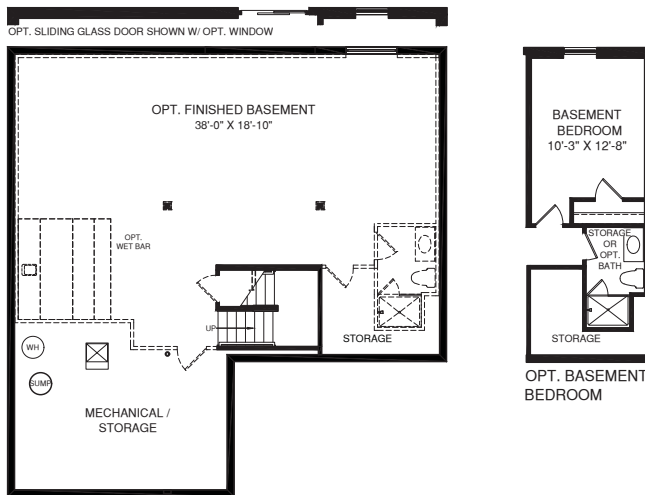 OPT. SLIDING GLASS DOOR SHOWN W/ OPT. WINDOW
OPT. FINISHED BASEMENT
38'-0" X 18'-10"
OPT.
WET BAR
UP
WH
SUMP
STORAGE
MECHANICAL /
STORAGE
BASEMENT
BEDROOM
10'-3" X 12'-8"
STORAGE
OR
OPT.
BATH
STORAGE
OPT. BASEMENT
BEDROOM